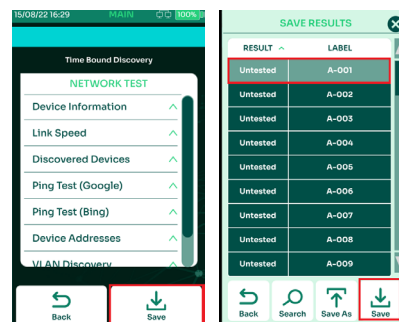 15/08/22 16:29 MAIN 100%
Time Bound Discovery
NETWORK TEST
Device Information
Link Speed
Discovered Devices
Ping Test (Google)
Ping Test (Bing)
Device Addresses
VLAN Discovery
Back Save
SAVE RESULTS
RESULT LABEL
Untested A-001
Untested A-002
Untested A-003
Untested A-004
Untested A-005
Untested A-006
Untested A-007
Untested A-008
Untested A-009
Back Search Save As Save